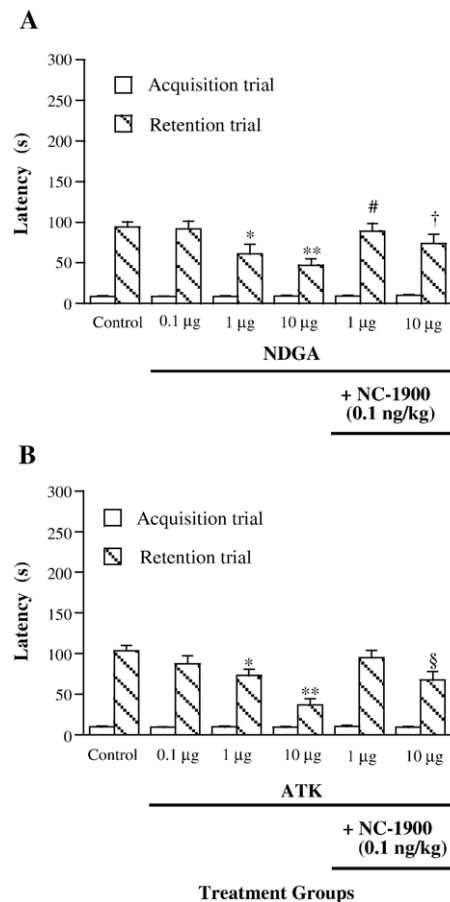 A
300
250
200
150
100
50
0
Latency (s)
Acquisition trial
Retention trial
*
**
#
†
Control 0.1 µg 1 µg 10 µg 1 µg 10 µg
NDGA
+ NC-1900
(0.1 ng/kg)
B
300
250
200
150
100
50
0
Latency (s)
Acquisition trial
Retention trial
*
**
§
Control 0.1 µg 1 µg 10 µg 1 µg 10 µg
ATK
+ NC-1900
(0.1 ng/kg)
Treatment Groups